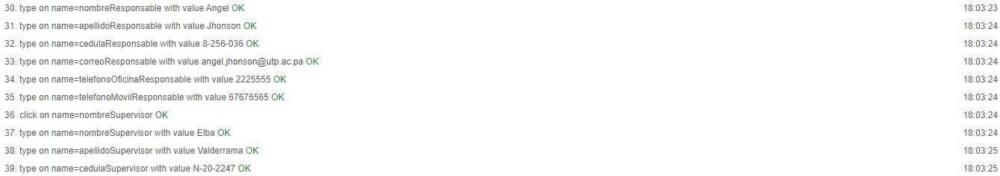 30. type on name=nombreResponsable with value Angel OK 18:03:23
31. type on name=apellidoResponsable with value Jhonson OK 18:03:24
32. type on name=cedulaResponsable with value 8-256-036 OK 18:03:24
33. type on name=correoResponsable with value angel.jhonson@utp.ac.pa OK 18:03:24
34. type on name=telefonoOficinaResponsable with value 2225555 OK 18:03:24
35. type on name=telefonoMovilResponsable with value 67676565 OK 18:03:24
36. click on name=nombreSupervisor OK 18:03:24
37. type on name=nombreSupervisor with value Elba OK 18:03:24
38. type on name=apellidoSupervisor with value Valderrama OK 18:03:25
39. type on name=cedulaSupervisor with value N-20-2247 OK 18:03:25